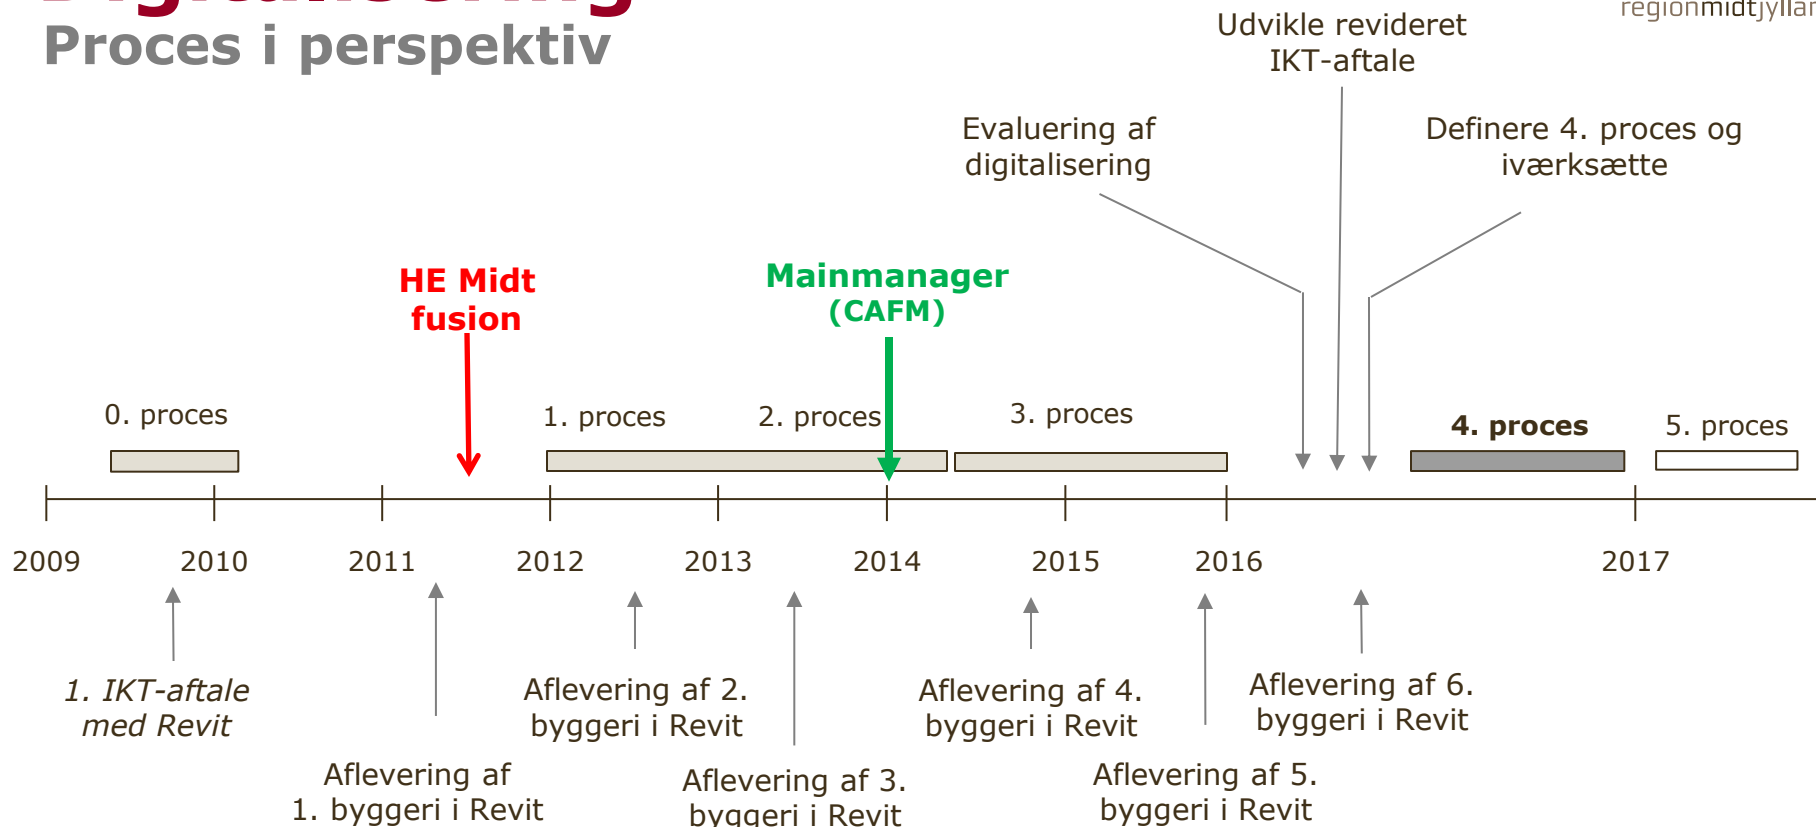 Digitalisering
Proces i perspektiv
regionmidtjyllan
Udvikle revideret
IKT-aftale
Evaluering af
digitalisering
Definere 4. proces og
iværksætte
HE Midt
fusion
Mainmanager
(CAFM)
0. proces
1. proces
2. proces
3. proces
4. proces
5. proces
2009
2010
2011
2012
2013
2014
2015
2016
2017
1. IKT-aftale
med Revit
Aflevering af
1. byggeri i Revit
Aflevering af 2.
byggeri i Revit
Aflevering af 3.
byggeri i Revit
Aflevering af 4.
byggeri i Revit
Aflevering af 5.
byggeri i Revit
Aflevering af 6.
byggeri i Revit